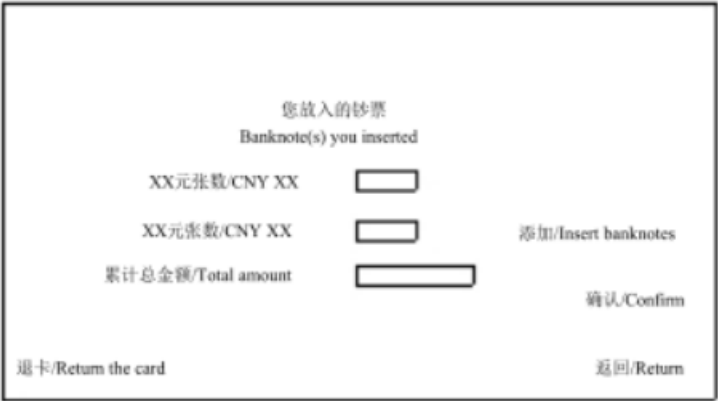 您放入的钞票
Banknote(s) you inserted
XX元张数/CNY XX
XX元张数/CNY XX
添加/Insert banknotes
累计总金额/Total amount
确认/Confirm
退卡/Return the card
返回/Return